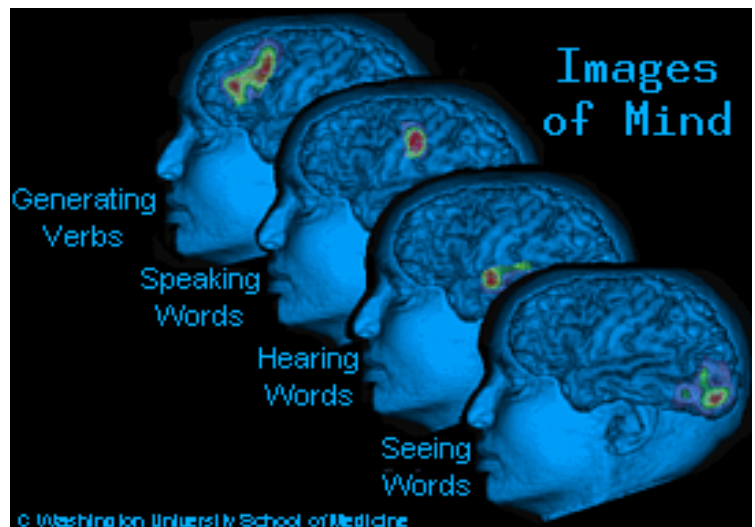 Images
of Mind
Generating
Verbs
Speaking
Words
Hearing
Words
Seeing
Words
© Washington University School of Medicine